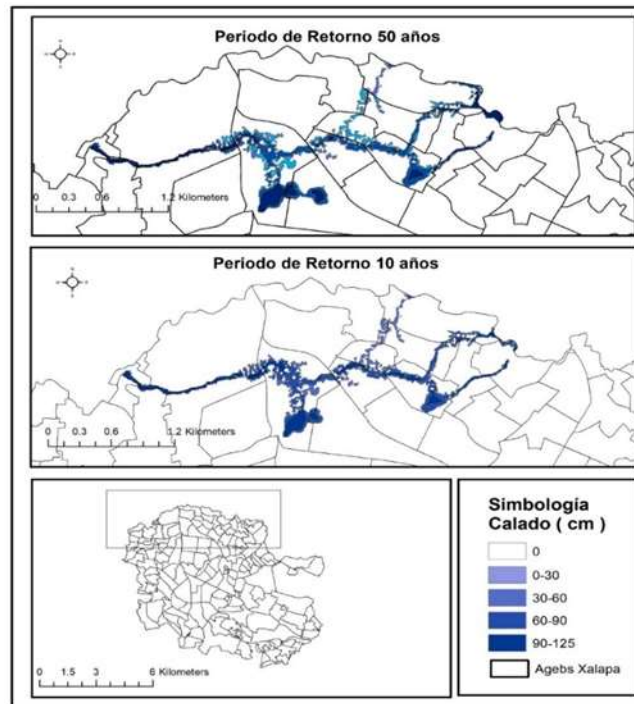 Periodo de Retorno 50 años
0 0.3 0.6 1.2 Kilometers
Periodo de Retorno 10 años
0 0.3 0.6 1.2 Kilometers
0 1.5 3 6 Kilometers
Simbología
Calado ( cm )
0
0-30
30-60
60-90
90-125
Agebs Xalapa